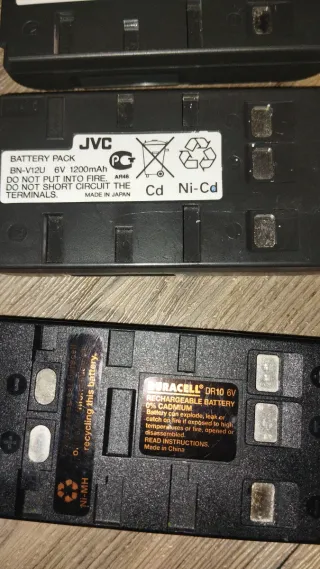 JVC
BATTERY PACK
BN-V12U 6V 1200mAh
DO NOT PUT INTO FIRE.
DO NOT SHORT CIRCUIT THE
TERMINALS. MADE IN JAPAN
AR46
Cd
Ni-Cd
recycling this battery.
Ni-MH
DURACELL® DR10 6V
RECHARGEABLE BATTERY
0% CADMIUM
Battery can explode, leak or
catch on fire if exposed to high
temperatures or fire, opened or
disassembled.
READ INSTRUCTIONS.
Made in China